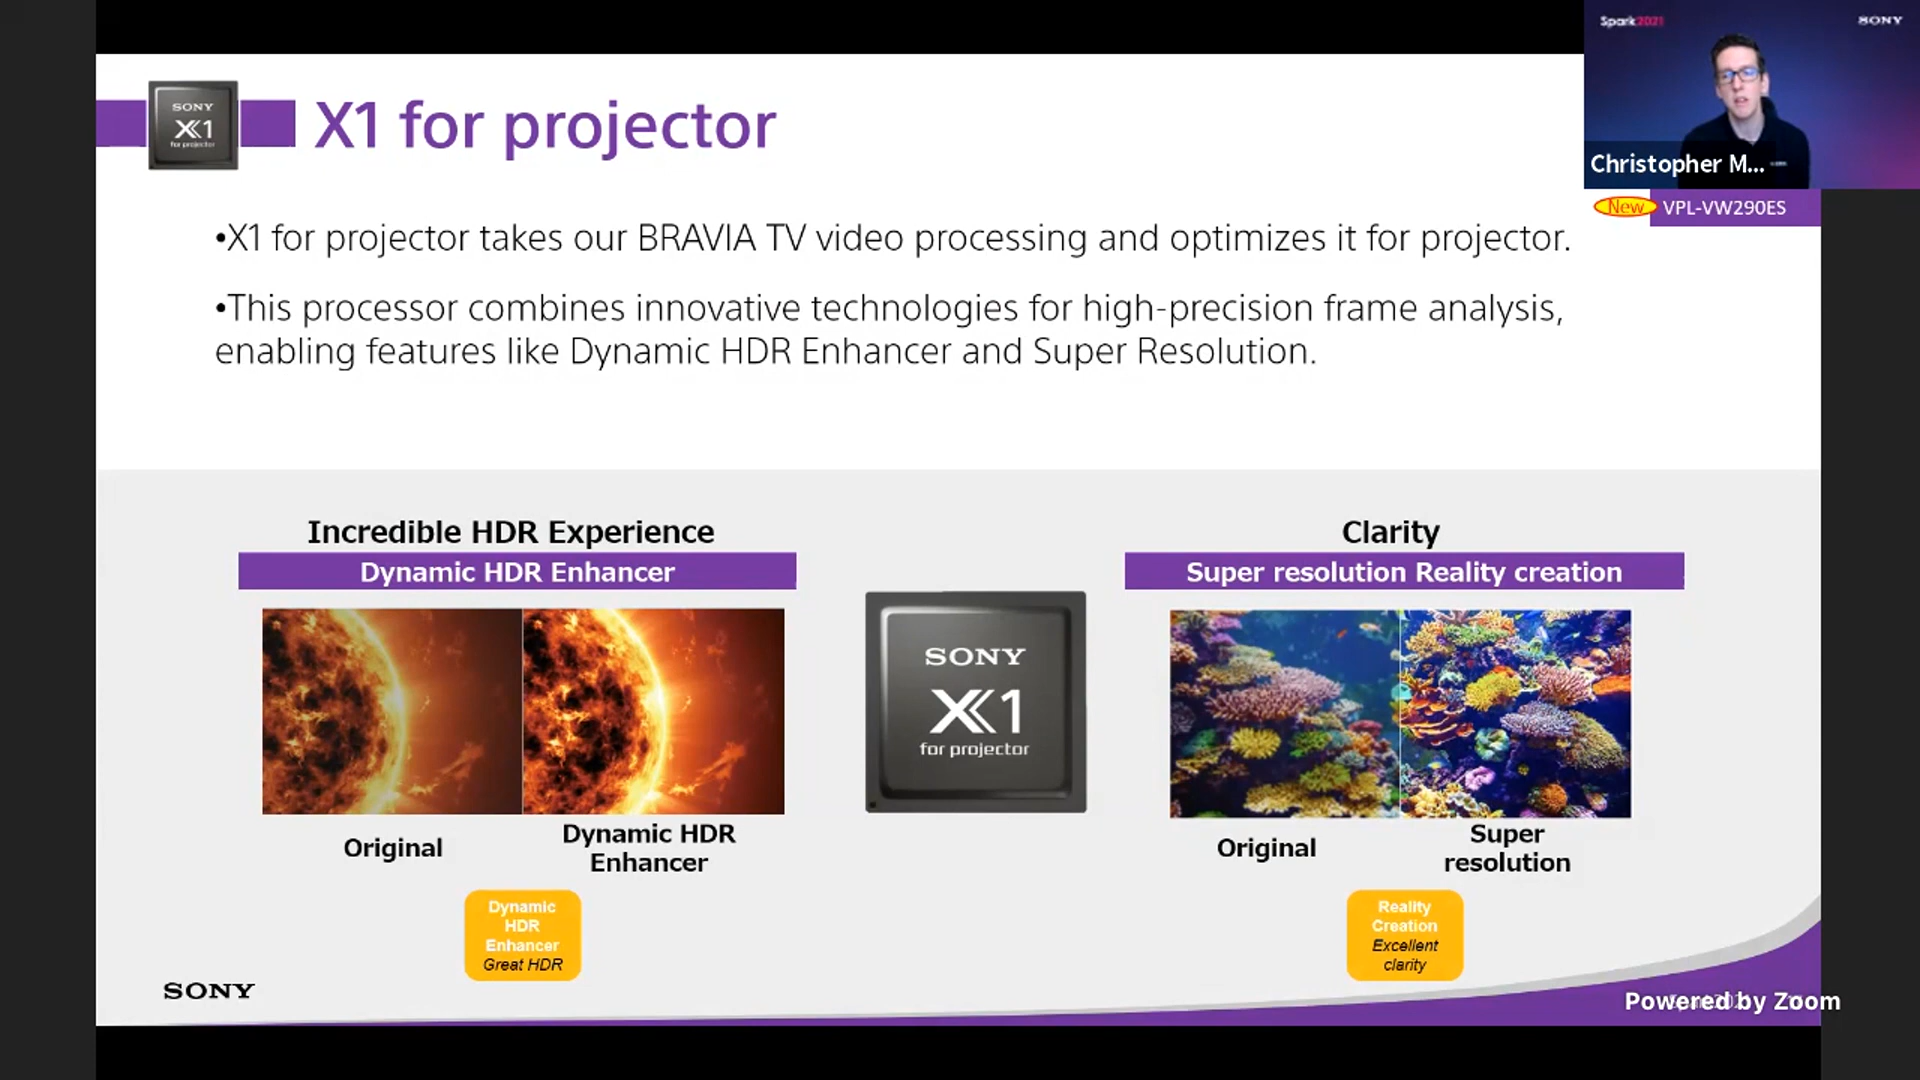 Spark2021
SONY
Christopher M...
New VPL-VW290ES
SONY
X1
for projector
X1 for projector
•X1 for projector takes our BRAVIA TV video processing and optimizes it for projector.
•This processor combines innovative technologies for high-precision frame analysis,
enabling features like Dynamic HDR Enhancer and Super Resolution.
Incredible HDR Experience
Dynamic HDR Enhancer
Original
Dynamic HDR
Enhancer
Dynamic
HDR
Enhancer
Great HDR
SONY
X1
for projector
Clarity
Super resolution Reality creation
Original
Super
resolution
Reality
Creation
Excellent
clarity
SONY
Powered by Zoom